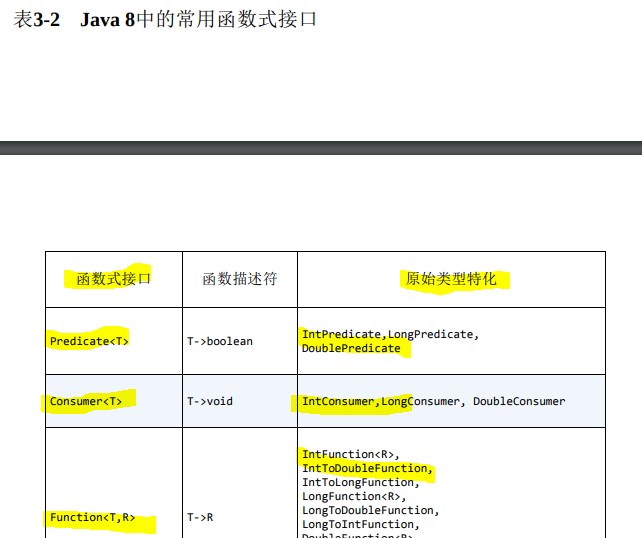 表3-2 Java 8中的常用函数式接口
函数式接口 函数描述符 原始类型特化
Predicate<T> T->boolean IntPredicate,LongPredicate,
DoublePredicate
Consumer<T> T->void IntConsumer,LongConsumer, DoubleConsumer
Function<T,R> T->R IntFunction<R>,
IntToDoubleFunction,
IntToLongFunction,
LongFunction<R>,
LongToDoubleFunction,
LongToIntFunction,
DoubleFunction<R>